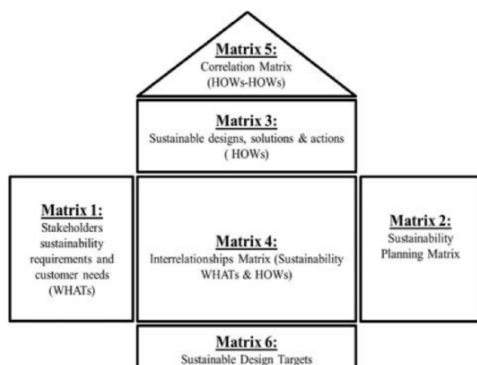 Matrix 5:
Correlation Matrix
(HOWs-HOWs)
Matrix 3:
Sustainable designs, solutions & actions
( HOWs)
Matrix 1:
Stakeholders
sustainability
requirements and
customer needs
(WHATs)
Matrix 4:
Interrelationships Matrix (Sustainability
WHATs & HOWs)
Matrix 2:
Sustainability
Planning Matrix
Matrix 6:
Sustainable Design Targets